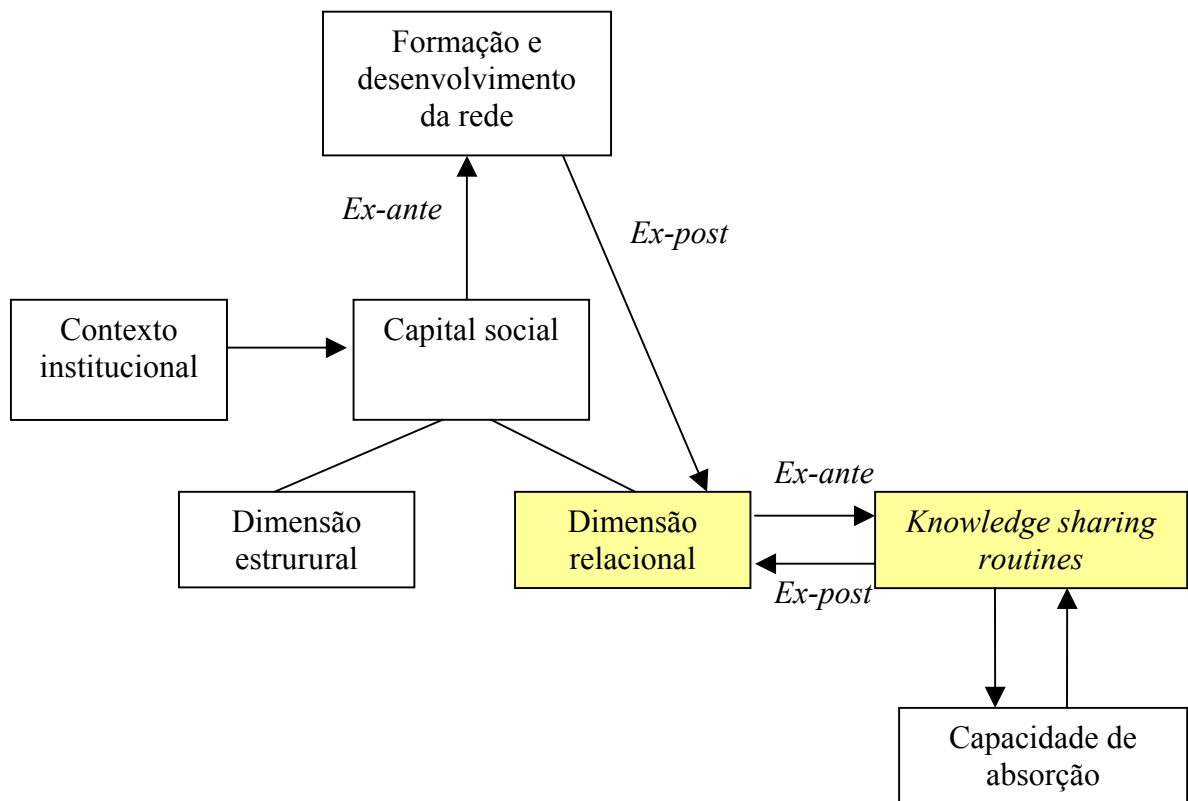 Formação e
desenvolvimento
da rede
Ex-ante
Ex-post
Contexto
institucional
Capital social
Dimensão
estrurural
Dimensão
relacional
Ex-ante
Ex-post
Knowledge sharing
routines
Capacidade de
absorção